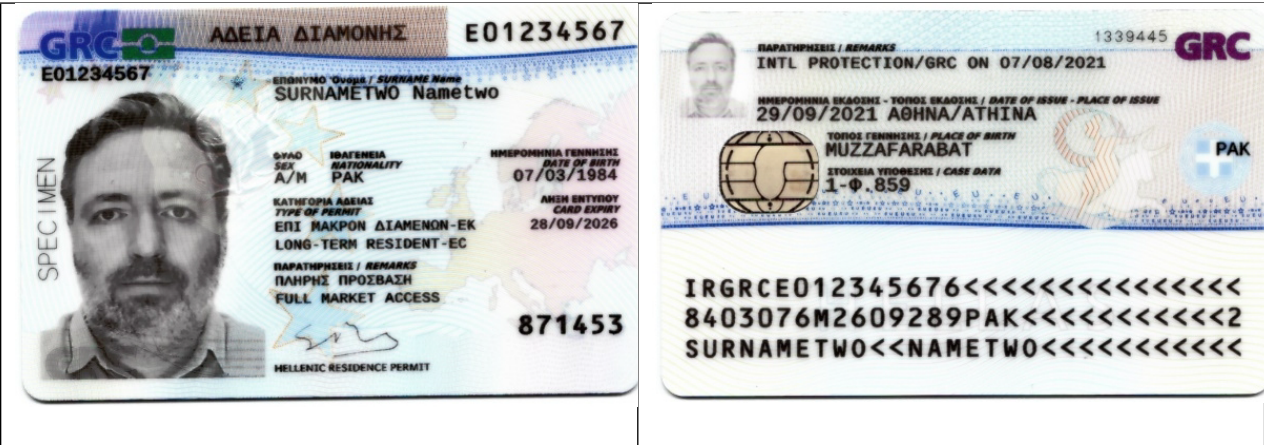 GRC
ΑΔΕΙΑ ΔΙΑΜΟΝΗΣ
EO1234567
EO1234567
ΕΠΩΝΥΜΟ Όνομα / SURNAME Name
SURNAMETWO Nametwo
SPECIMEN
ΦΥΛΟ
SEX
A/M
ΙΘΑΓΕΝΕΙΑ
NATIONALITY
PAK
ΗΜΕΡΟΜΗΝΙΑ ΓΕΝΝΗΣΗΣ
DATE OF BIRTH
07/03/1984
ΚΑΤΗΓΟΡΙΑ ΑΔΕΙΑΣ
TYPE OF PERMIT
ΕΠΙ ΜΑΚΡΟΝ ΔΙΑΜΕΝΩΝ-ΕΚ
LONG-TERM RESIDENT-EC
ΛΗΞΗ ΕΝΤΥΠΟΥ
CARD EXPIRY
28/09/2026
ΠΑΡΑΤΗΡΗΣΕΙΣ / REMARKS
ΠΛΗΡΗΣ ΠΡΟΣΒΑΣΗ
FULL MARKET ACCESS
871453
HELLENIC RESIDENCE PERMIT
1339445
GRC
ΠΑΡΑΤΗΡΗΣΕΙΣ / REMARKS
INTL PROTECTION/GRC ON 07/08/2021
ΗΜΕΡΟΜΗΝΙΑ ΕΚΔΟΣΗΣ - ΤΟΠΟΣ ΕΚΔΟΣΗΣ / DATE OF ISSUE - PLACE OF ISSUE
29/09/2021 ΑΘΗΝΑ/ATHINA
ΤΟΠΟΣ ΓΕΝΝΗΣΗΣ / PLACE OF BIRTH
MUZZAFARABAT
PAK
ΣΤΟΙΧΕΙΑ ΥΠΟΘΕΣΗΣ / CASE DATA
1-Φ.859
IRGRCEO012345676<<<<<<<<<<<<<<<
8403076M2609289PAK<<<<<<<<<<<2
SURNAMETWO<<NAMETWO<<<<<<<<<<<